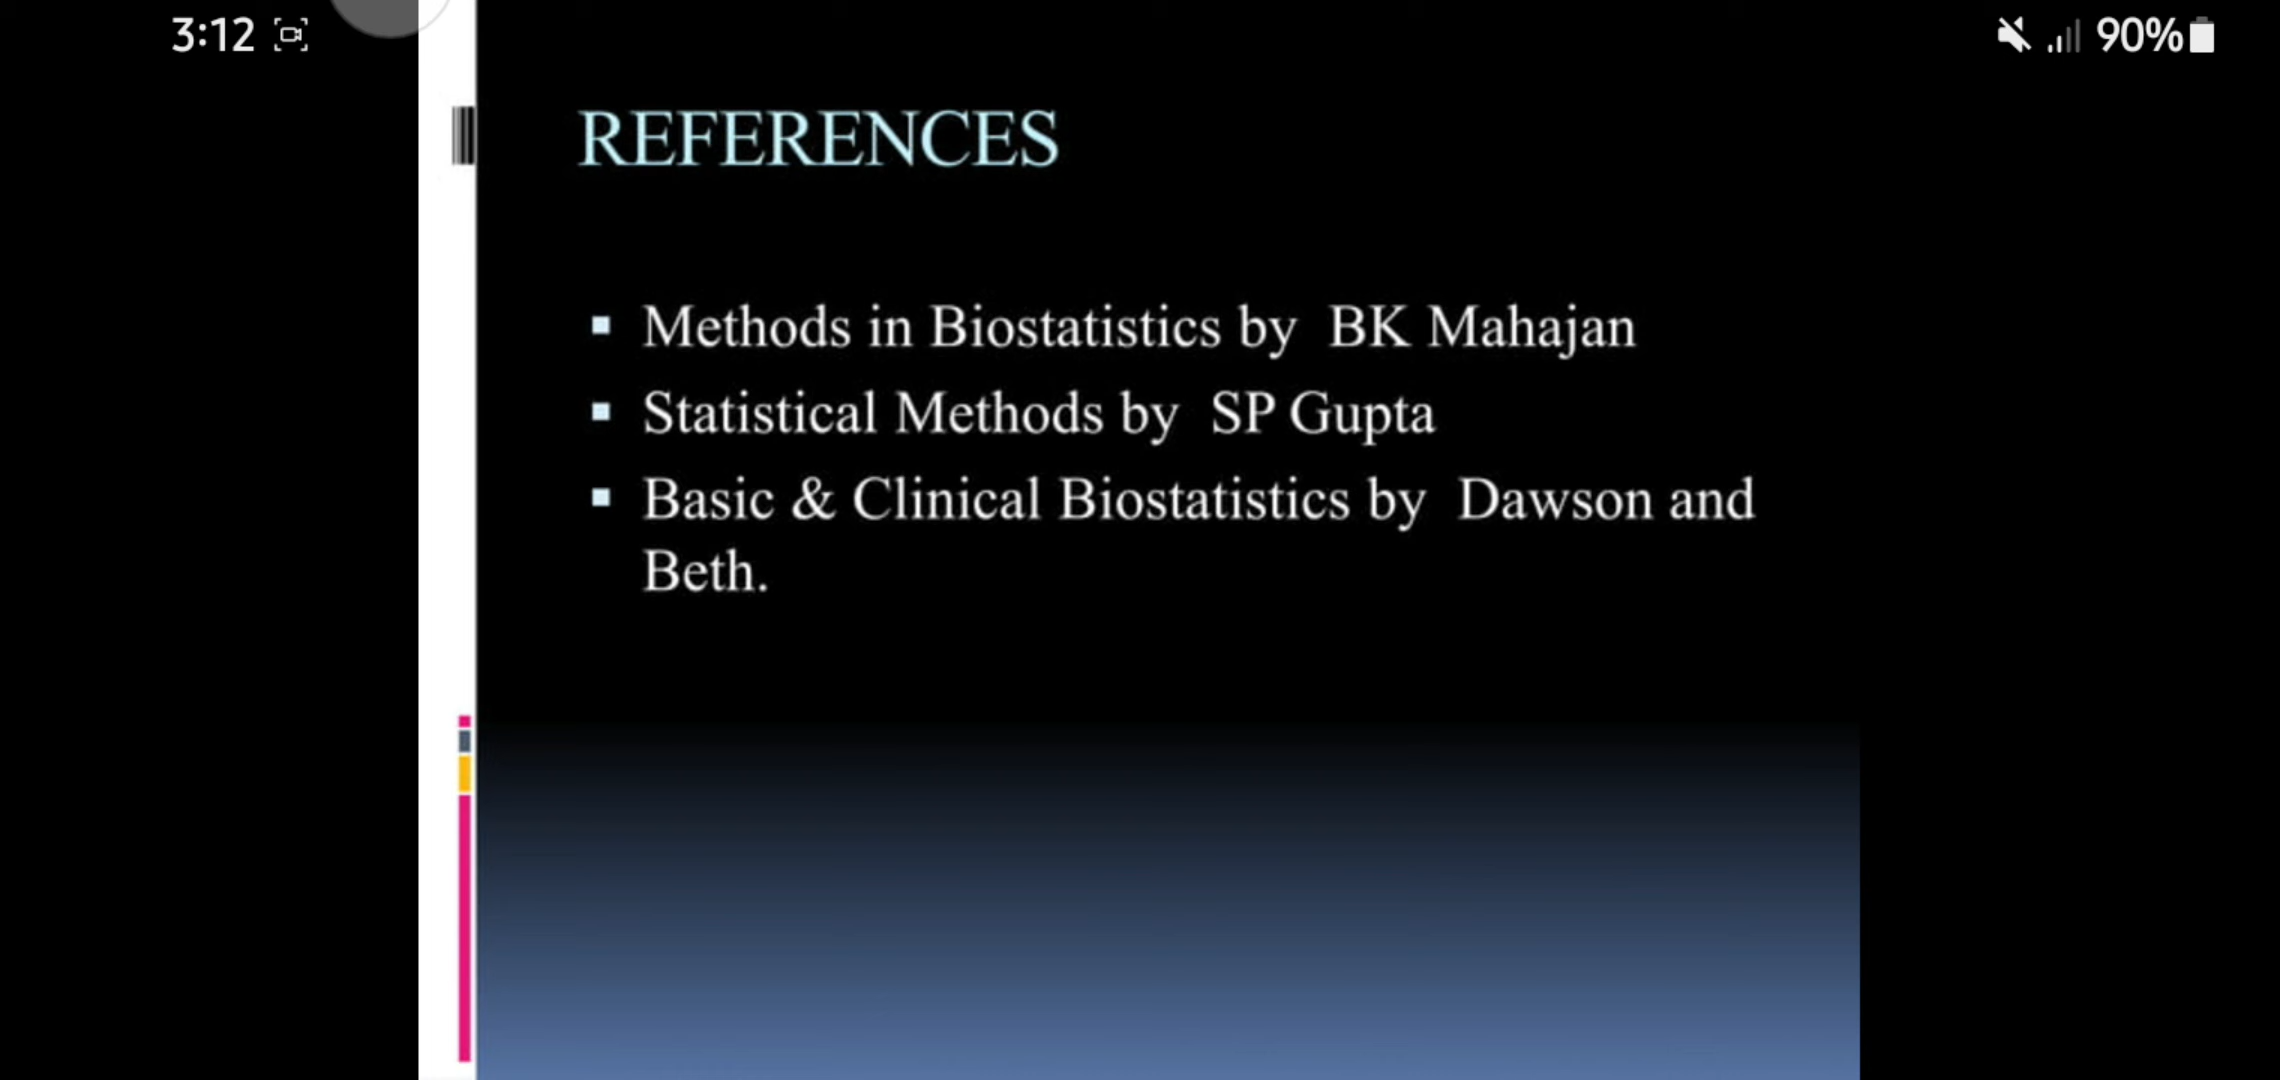 3:12 90%
REFERENCES
▪ Methods in Biostatistics by BK Mahajan
▪ Statistical Methods by SP Gupta
▪ Basic & Clinical Biostatistics by Dawson and
Beth.